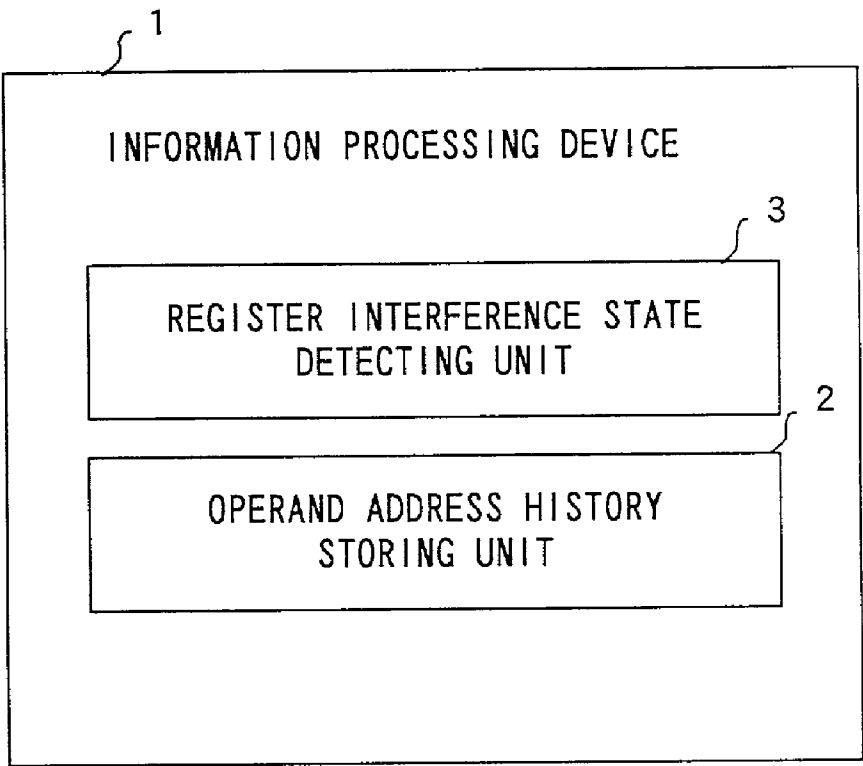 1
INFORMATION PROCESSING DEVICE
3
REGISTER INTERFERENCE STATE
DETECTING UNIT
2
OPERAND ADDRESS HISTORY
STORING UNIT